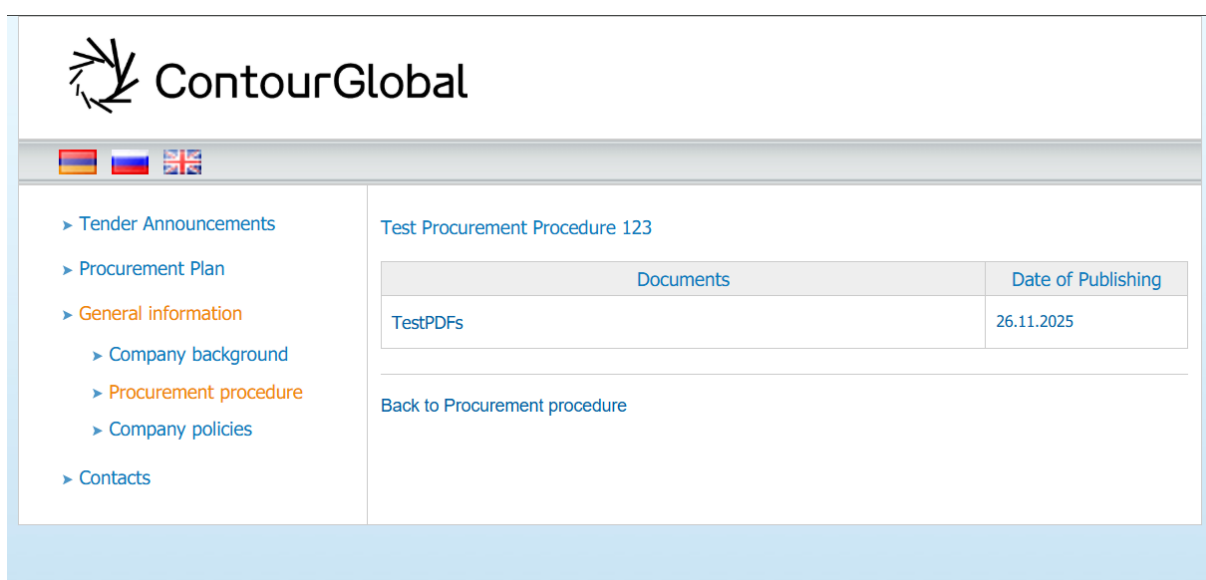 ContourGlobal
Tender Announcements
Procurement Plan
General information
Company background
Procurement procedure
Company policies
Contacts
Test Procurement Procedure 123
Documents Date of Publishing
TestPDFs 26.11.2025
Back to Procurement procedure